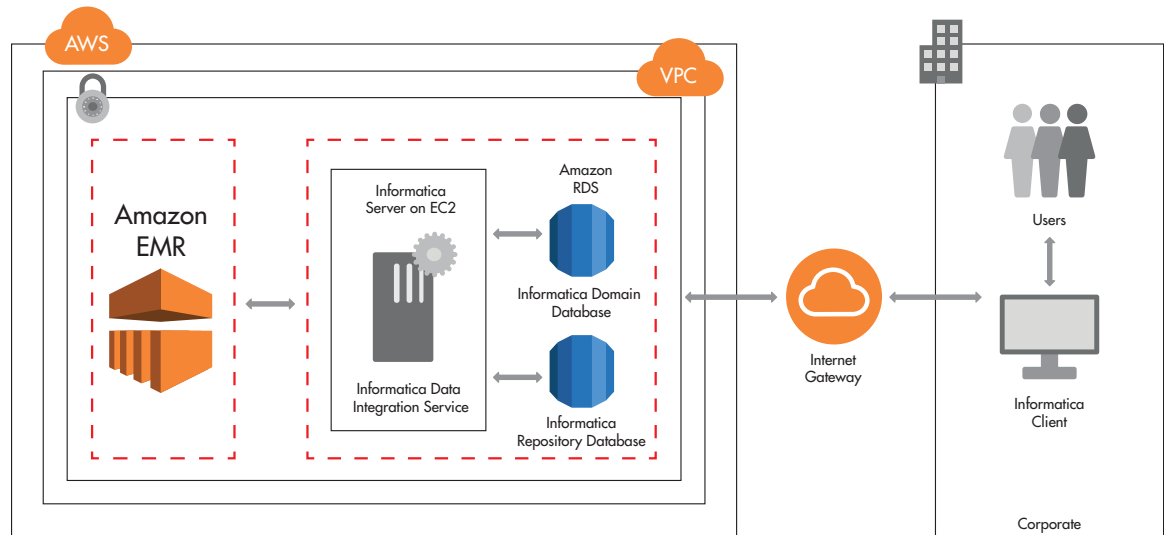 AWS
VPC
Amazon
EMR
Informatica
Server on EC2
Informatica Data
Integration Service
Amazon
RDS
Informatica Domain
Database
Informatica
Repository Database
Internet
Gateway
Users
Informatica
Client
Corporate